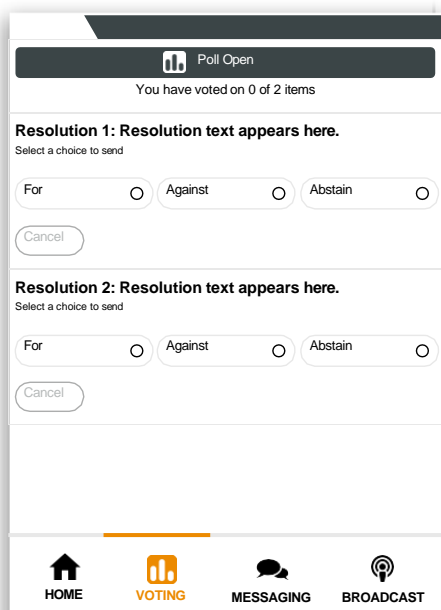 Poll Open
You have voted on 0 of 2 items
Resolution 1: Resolution text appears here.
Select a choice to send
For Against Abstain
Cancel
Resolution 2: Resolution text appears here.
Select a choice to send
For Against Abstain
Cancel
HOME VOTING MESSAGING BROADCAST